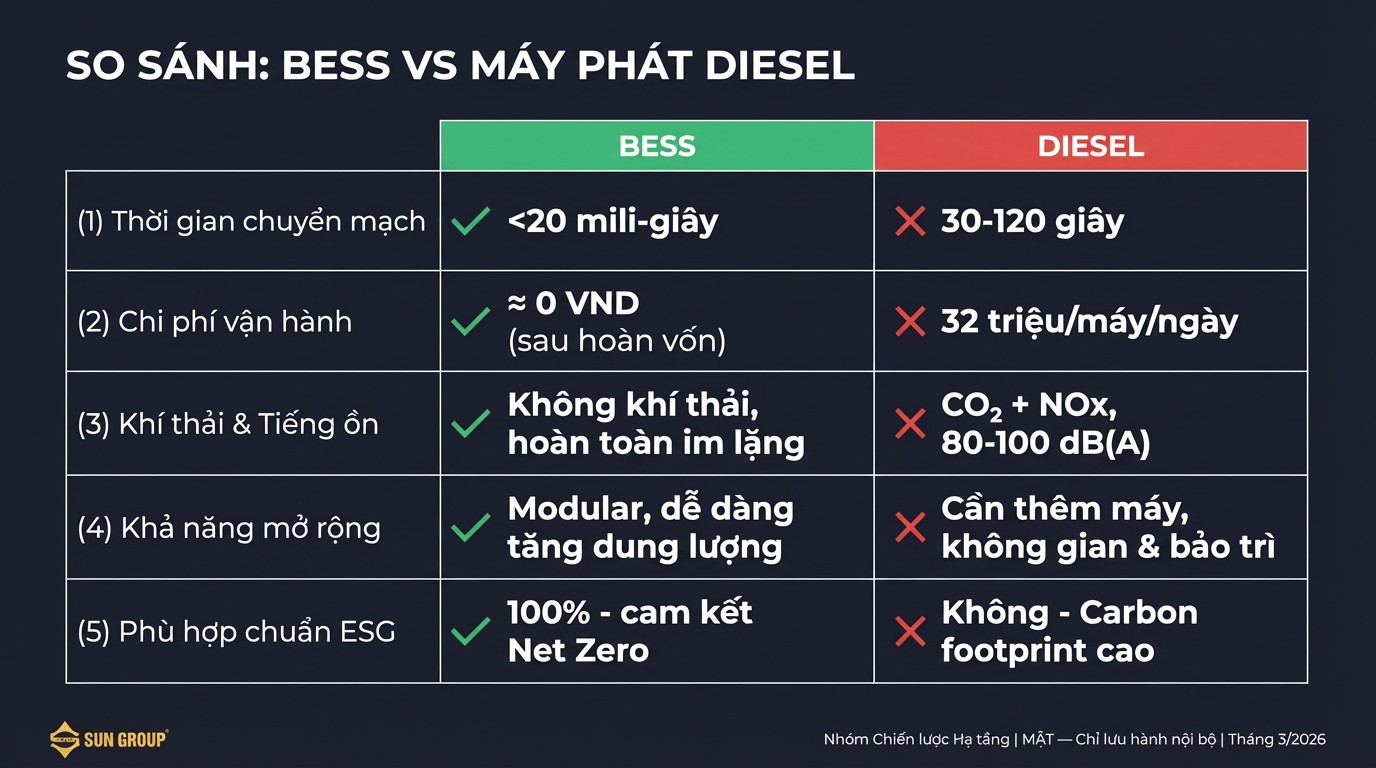 SO SÁNH: BESS VS MÁY PHÁT DIESEL
BESS
DIESEL
(1) Thời gian chuyển mạch
<20 mili-giây
30-120 giây
(2) Chi phí vận hành
≈ 0 VND
(sau hoàn vốn)
32 triệu/máy/ngày
(3) Khí thải & Tiếng ồn
Không khí thải,
hoàn toàn im lặng
CO₂ + NOx,
80-100 dB(A)
(4) Khả năng mở rộng
Modular, dễ dàng
tăng dung lượng
Cần thêm máy,
không gian & bảo trì
(5) Phù hợp chuẩn ESG
100% - cam kết
Net Zero
Không - Carbon
footprint cao
SUN GROUP®
Nhóm Chiến lược Hạ tầng | MẬT — Chỉ lưu hành nội bộ | Tháng 3/2026